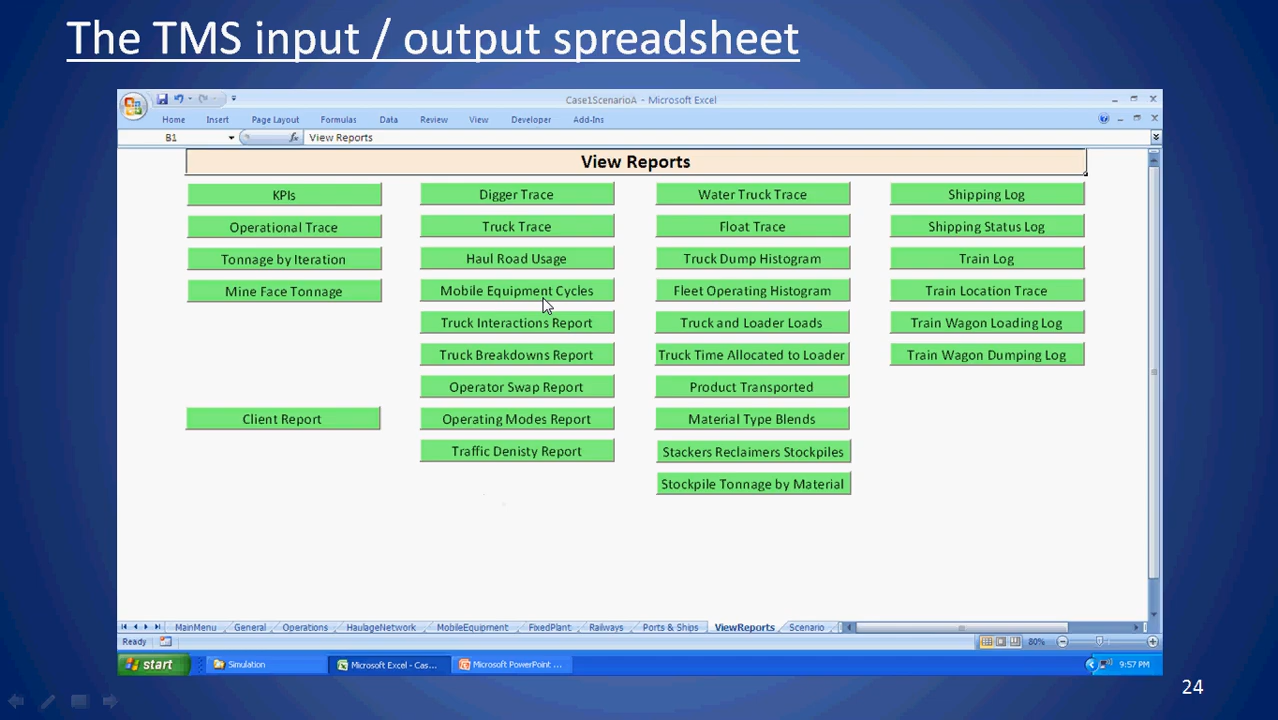 The TMS input / output spreadsheet
Case1ScenarioA - Microsoft Excel
Home Insert Page Layout Formulas Data Review View Developer Add-Ins
B1 fx View Reports
View Reports
KPIs Digger Trace Water Truck Trace Shipping Log
Operational Trace Truck Trace Float Trace Shipping Status Log
Tonnage by Iteration Haul Road Usage Truck Dump Histogram Train Log
Mine Face Tonnage Mobile Equipment Cycles Fleet Operating Histogram Train Location Trace
Truck Interactions Report Truck and Loader Loads Train Wagon Loading Log
Truck Breakdowns Report Truck Time Allocated to Loader Train Wagon Dumping Log
Operator Swap Report Product Transported
Client Report Operating Modes Report Material Type Blends
Traffic Denisty Report Stackers Reclaimers Stockpiles
Stockpile Tonnage by Material
MainMenu General Operations HaulageNetwork MobileEquipment FixedPlant Railways Ports & Ships ViewReports Scenario
Ready 80%
start Simulation Microsoft Excel - Cas... Microsoft PowerPoint ... 9:57 PM
24